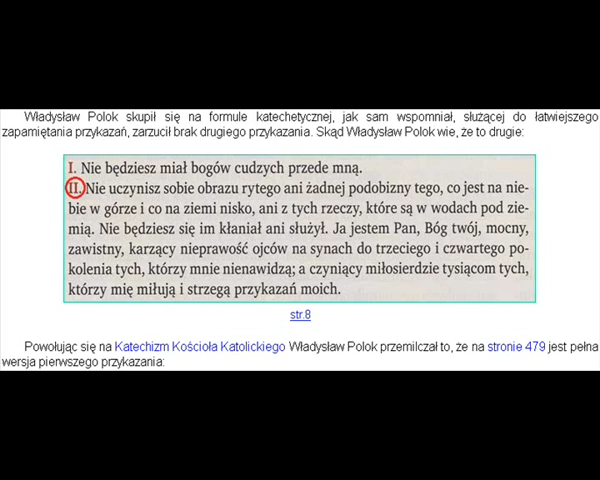 Władysław Polok skupił się na formule katechetycznej, jak sam wspomniał, służącej do łatwiejszego
zapamiętania przykazań, zarzucił brak drugiego przykazania. Skąd Władysław Polok wie, że to drugie:
I. Nie będziesz miał bogów cudzych przede mną.
II. Nie uczynisz sobie obrazu rytego ani żadnej podobizny tego, co jest na nie-
bie w górze i co na ziemi nisko, ani z tych rzeczy, które są w wodach pod zie-
mią. Nie będziesz się im kłaniał ani służył. Ja jestem Pan, Bóg twój, mocny,
zawistny, karzący nieprawość ojców na synach do trzeciego i czwartego po-
kolenia tych, którzy mnie nienawidzą; a czyniący miłosierdzie tysiącom tych,
którzy mię miłują i strzegą przykazań moich.
str.8
Powołując się na Katechizm Kościoła Katolickiego Władysław Polok przemilczał to, że na stronie 479 jest pełna
wersja pierwszego przykazania: